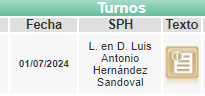 Turnos
Fecha SPH Texto
01/07/2024 L. en D. Luis
Antonio
Hernández
Sandoval